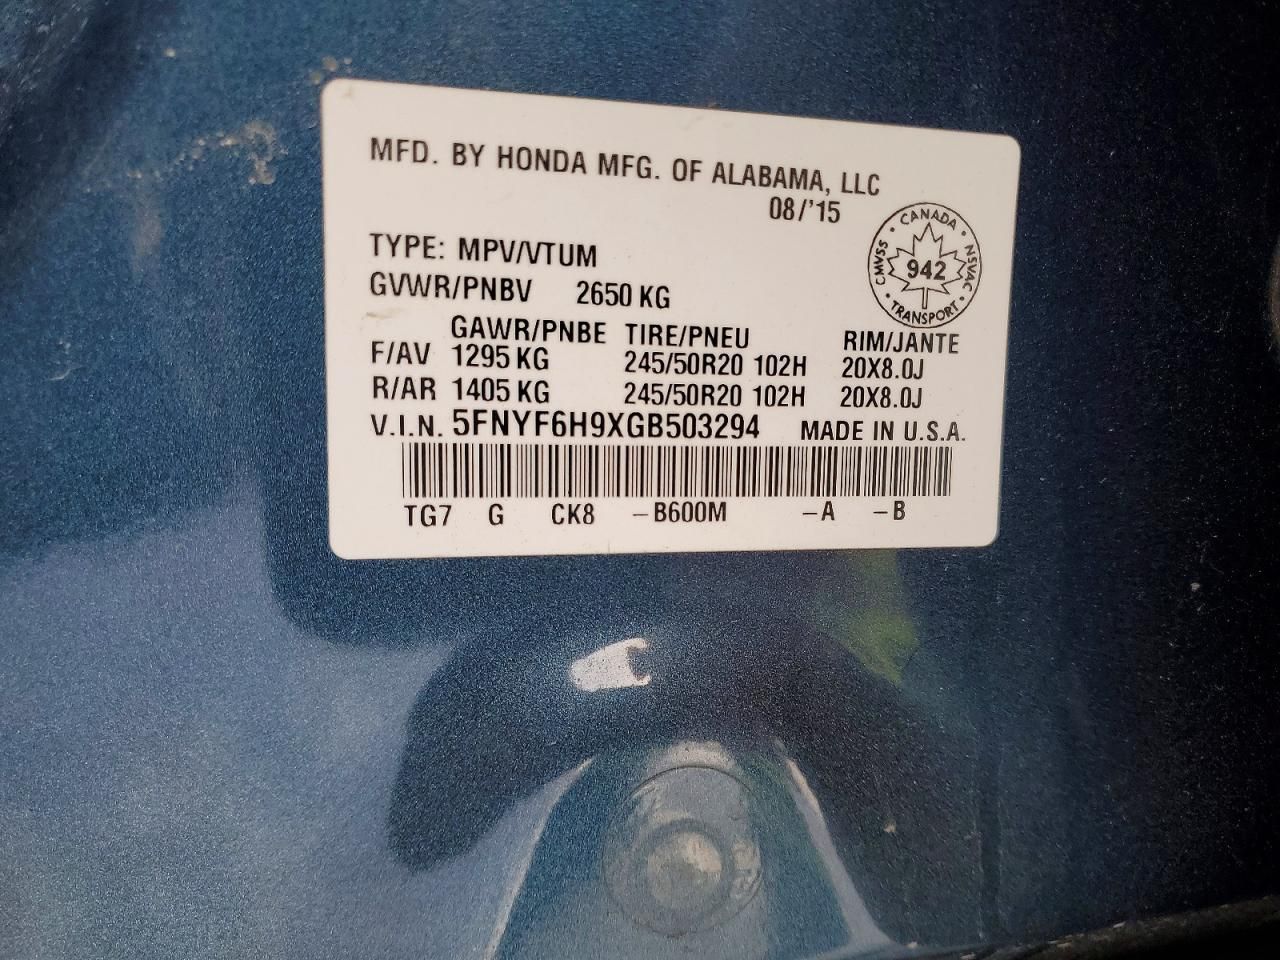 MFD. BY HONDA MFG. OF ALABAMA, LLC
08/'15
CANADA
CMVSS 942 NSVAC
TRANSPORT
TYPE: MPV/VTUM
GVWR/PNBV 2650 KG
GAWR/PNBE TIRE/PNEU RIM/JANTE
F/AV 1295 KG 245/50R20 102H 20X8.0J
R/AR 1405 KG 245/50R20 102H 20X8.0J
V.I.N. 5FNYF6H9XGB503294 MADE IN U.S.A.
TG7 G CK8 -B600M -A -B